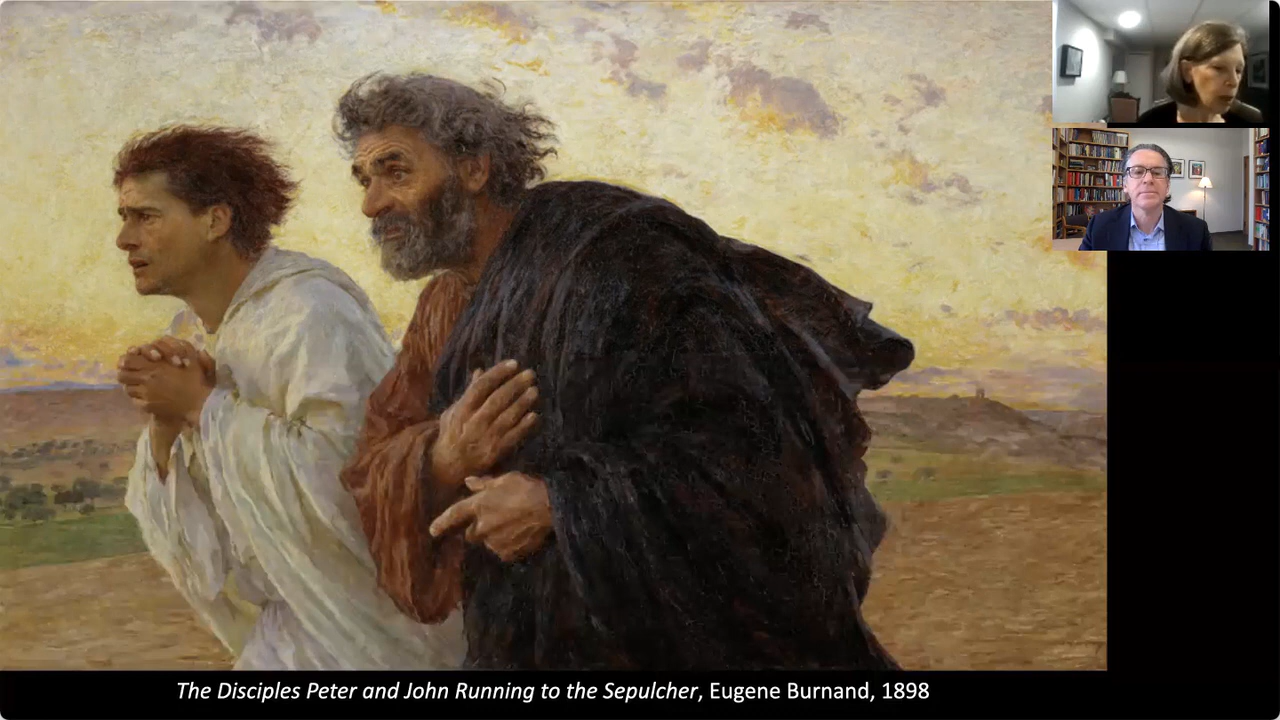 The Disciples Peter and John Running to the Sepulcher, Eugene Burnand, 1898